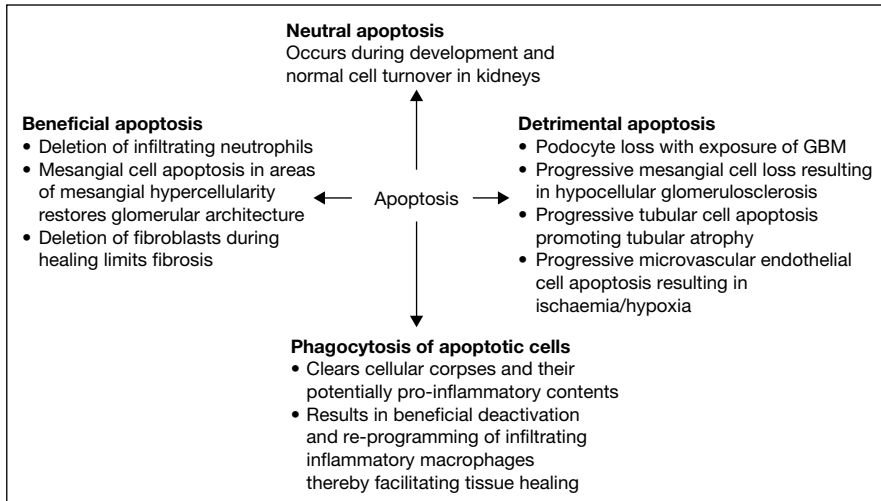 Neutral apoptosis
Occurs during development and
normal cell turnover in kidneys
Beneficial apoptosis
• Deletion of infiltrating neutrophils
• Mesangial cell apoptosis in areas
of mesangial hypercellularity
restores glomerular architecture
• Deletion of fibroblasts during
healing limits fibrosis
Apoptosis
Detrimental apoptosis
• Podocyte loss with exposure of GBM
• Progressive mesangial cell loss resulting
in hypocellular glomerulosclerosis
• Progressive tubular cell apoptosis
promoting tubular atrophy
• Progressive microvascular endothelial
cell apoptosis resulting in
ischaemia/hypoxia
Phagocytosis of apoptotic cells
• Clears cellular corpses and their
potentially pro-inflammatory contents
• Results in beneficial deactivation
and re-programming of infiltrating
inflammatory macrophages
thereby facilitating tissue healing